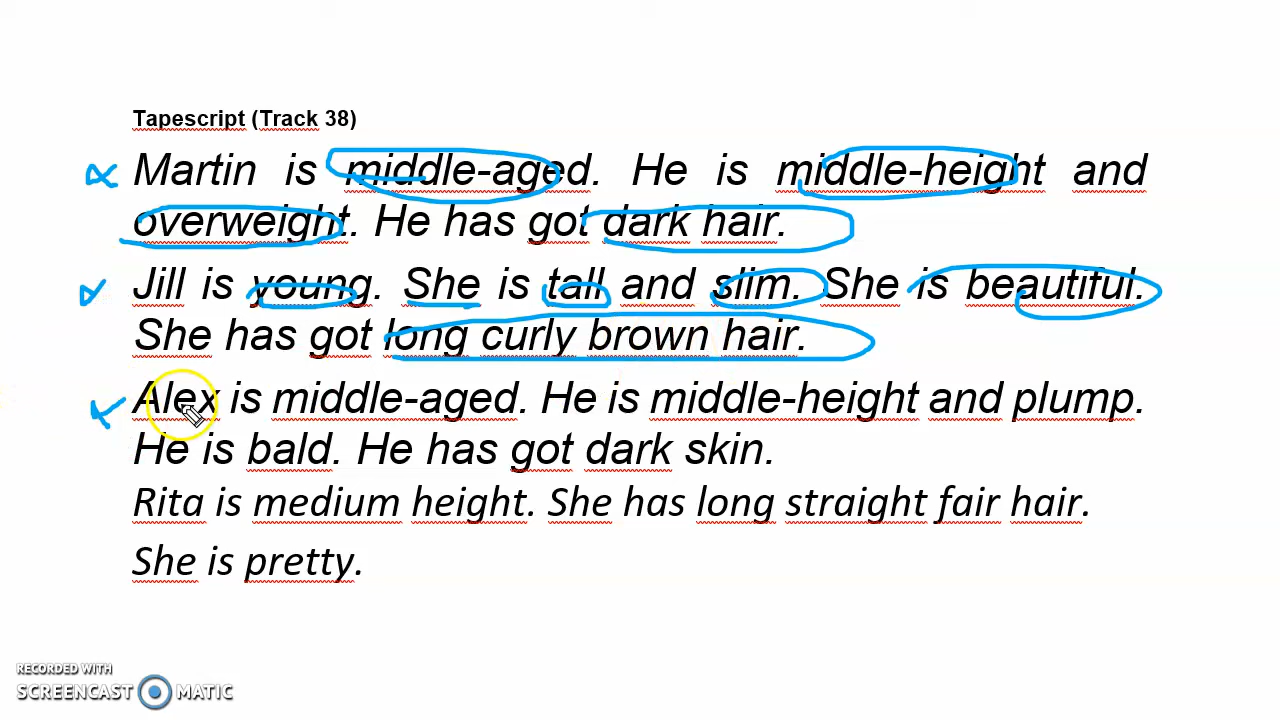 Tapescript (Track 38)
Martin is middle-aged. He is middle-height and
overweight. He has got dark hair.
Jill is young. She is tall and slim. She is beautiful.
She has got long curly brown hair.
Alex is middle-aged. He is middle-height and plump.
He is bald. He has got dark skin.
Rita is medium height. She has long straight fair hair.
She is pretty.
RECORDED WITH
SCREENCAST MATIC